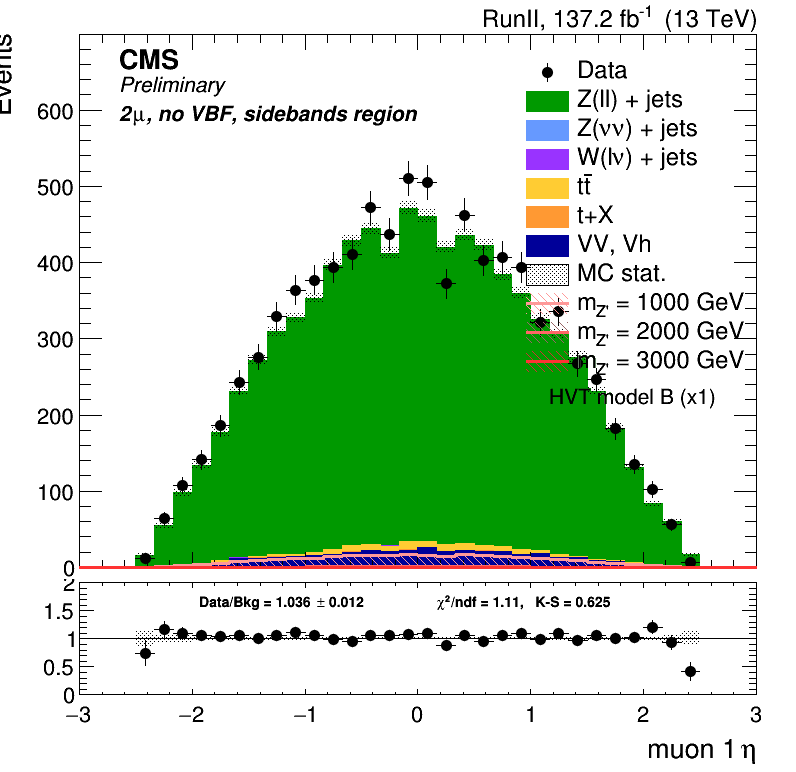 RunII, 137.2 fb⁻¹ (13 TeV)
Events
CMS
Preliminary
2μ, no VBF, sidebands region
Data
Z(ll) + jets
Z(νν) + jets
W(lν) + jets
tt̄
t+X
VV, Vh
MC stat.
m_Z' = 1000 GeV
m_Z' = 2000 GeV
m_Z' = 3000 GeV
HVT model B (x1)
600
500
400
300
200
100
0
2
Data/Bkg = 1.036 ± 0.012 χ²/ndf = 1.11, K-S = 0.625
1.5
1
0.5
0
−3 −2 −1 0 1 2 3
muon 1 η